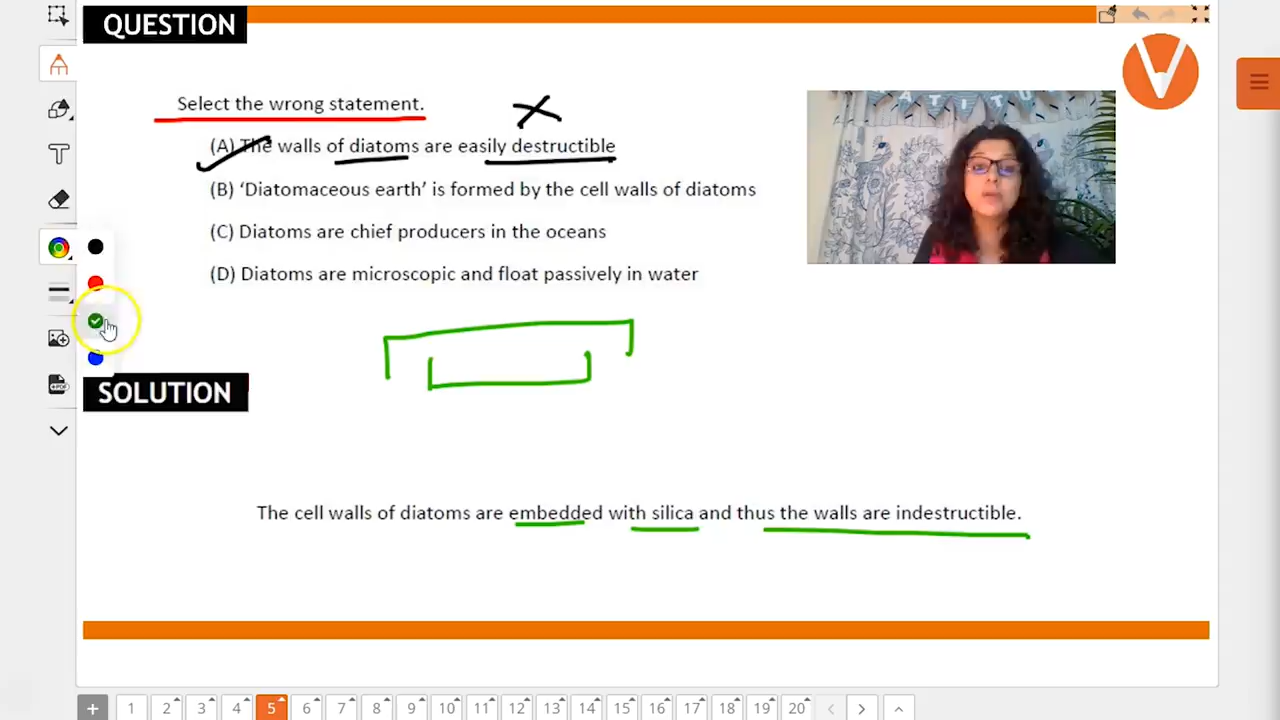 QUESTION
ATITU
Select the wrong statement.
(A) The walls of diatoms are easily destructible
(B) ‘Diatomaceous earth’ is formed by the cell walls of diatoms
(C) Diatoms are chief producers in the oceans
(D) Diatoms are microscopic and float passively in water
SOLUTION
The cell walls of diatoms are embedded with silica and thus the walls are indestructible.
1 2 3 4 5 6 7 8 9 10 11 12 13 14 15 16 17 18 19 20